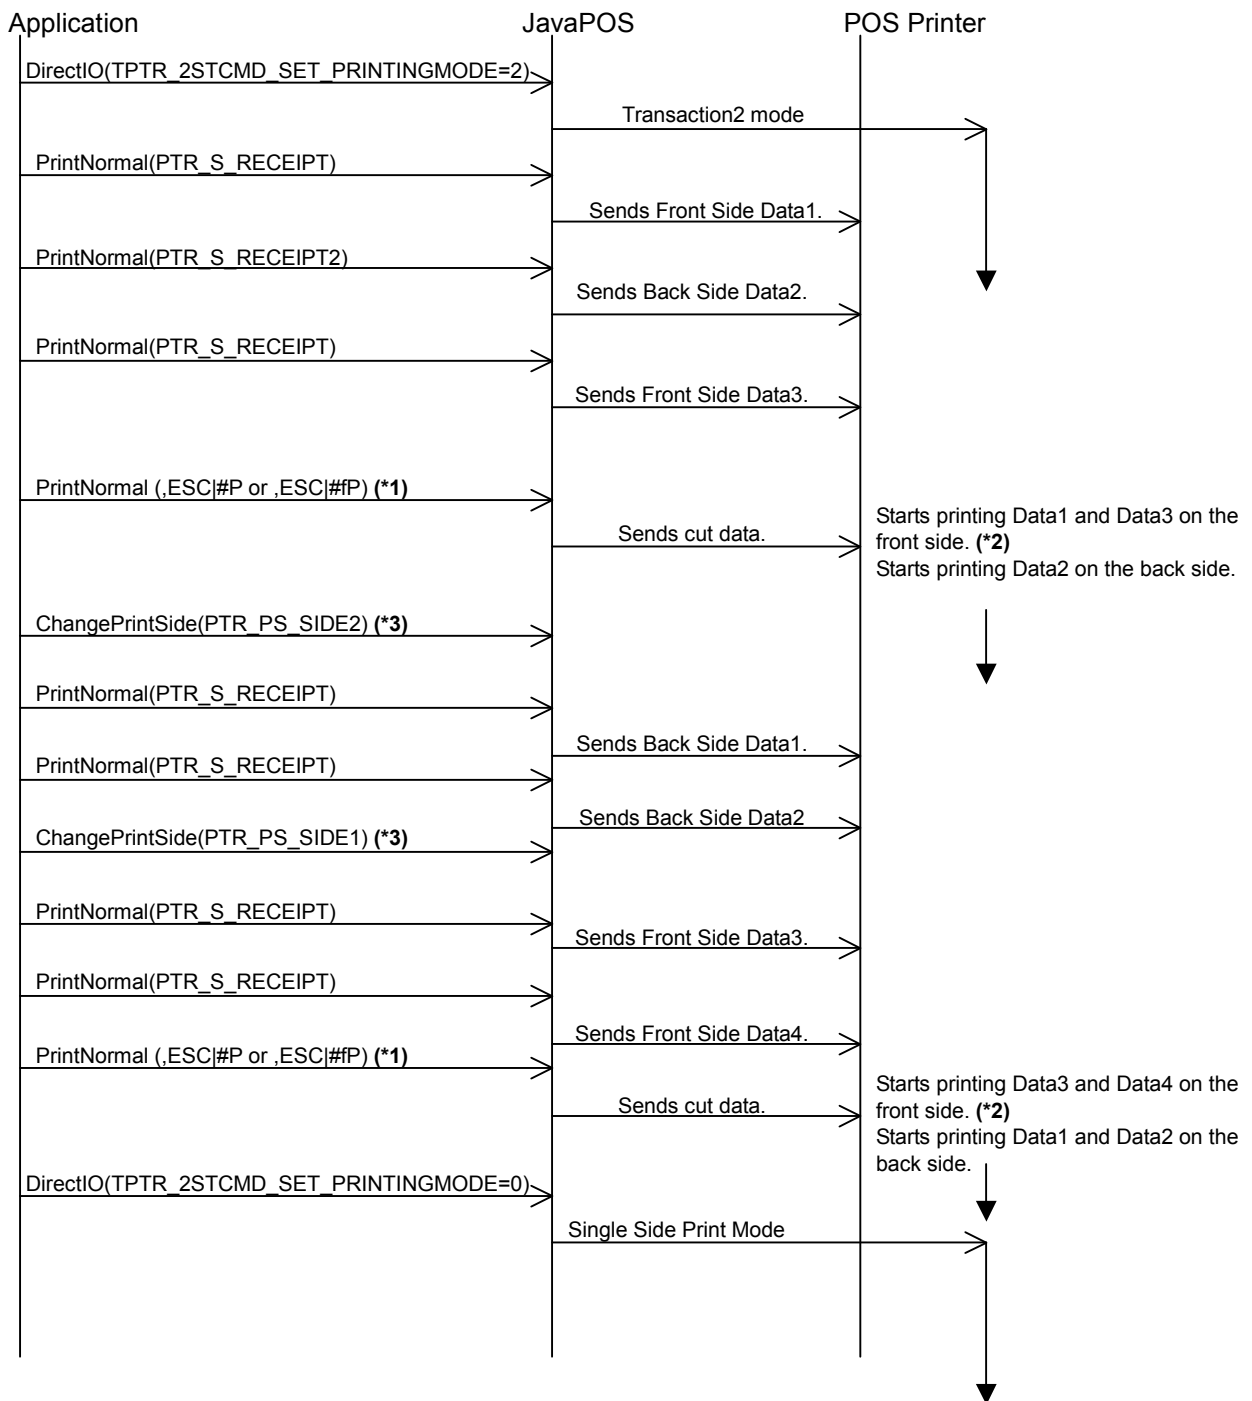 Application JavaPOS POS Printer
DirectIO(TPTR_2STCMD_SET_PRINTINGMODE=2)
Transaction2 mode
PrintNormal(PTR_S_RECEIPT)
Sends Front Side Data1.
PrintNormal(PTR_S_RECEIPT2)
Sends Back Side Data2.
PrintNormal(PTR_S_RECEIPT)
Sends Front Side Data3.
PrintNormal (,ESC|#P or ,ESC|#fP) (*1)
Sends cut data.
Starts printing Data1 and Data3 on the
front side. (*2)
Starts printing Data2 on the back side.
ChangePrintSide(PTR_PS_SIDE2) (*3)
PrintNormal(PTR_S_RECEIPT)
Sends Back Side Data1.
PrintNormal(PTR_S_RECEIPT)
Sends Back Side Data2
ChangePrintSide(PTR_PS_SIDE1) (*3)
PrintNormal(PTR_S_RECEIPT)
Sends Front Side Data3.
PrintNormal(PTR_S_RECEIPT)
Sends Front Side Data4.
PrintNormal (,ESC|#P or ,ESC|#fP) (*1)
Sends cut data.
Starts printing Data3 and Data4 on the
front side. (*2)
Starts printing Data1 and Data2 on the
back side.
DirectIO(TPTR_2STCMD_SET_PRINTINGMODE=0)
Single Side Print Mode